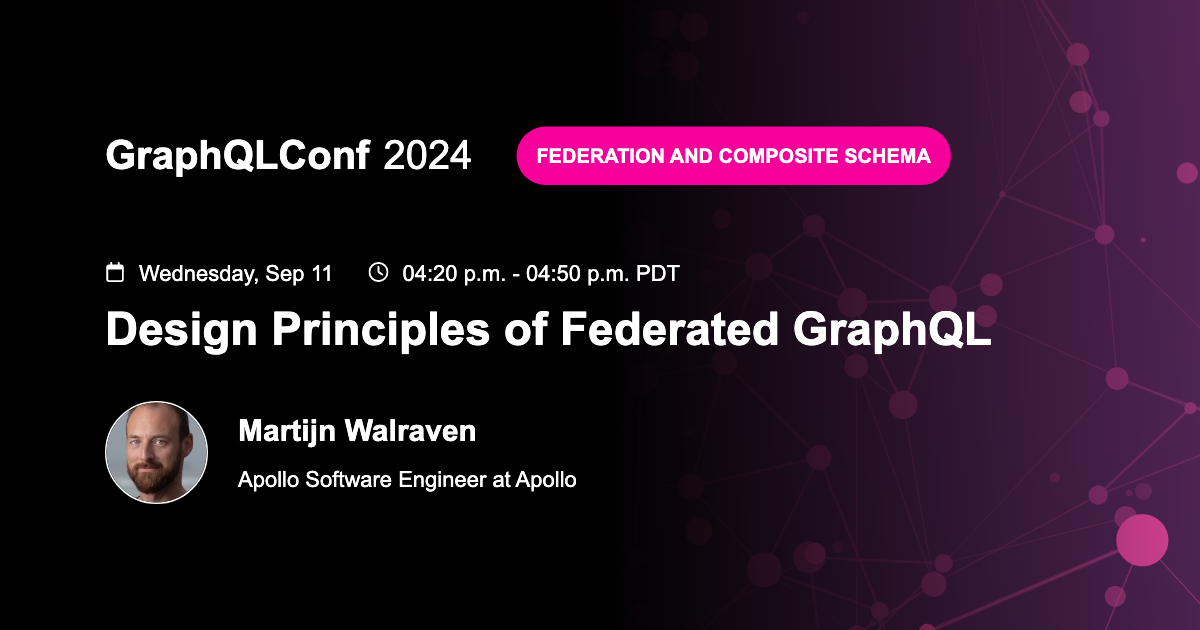 GraphQLConf 2024
FEDERATION AND COMPOSITE SCHEMA
Wednesday, Sep 11 04:20 p.m. - 04:50 p.m. PDT
Design Principles of Federated GraphQL
Martijn Walraven
Apollo Software Engineer at Apollo